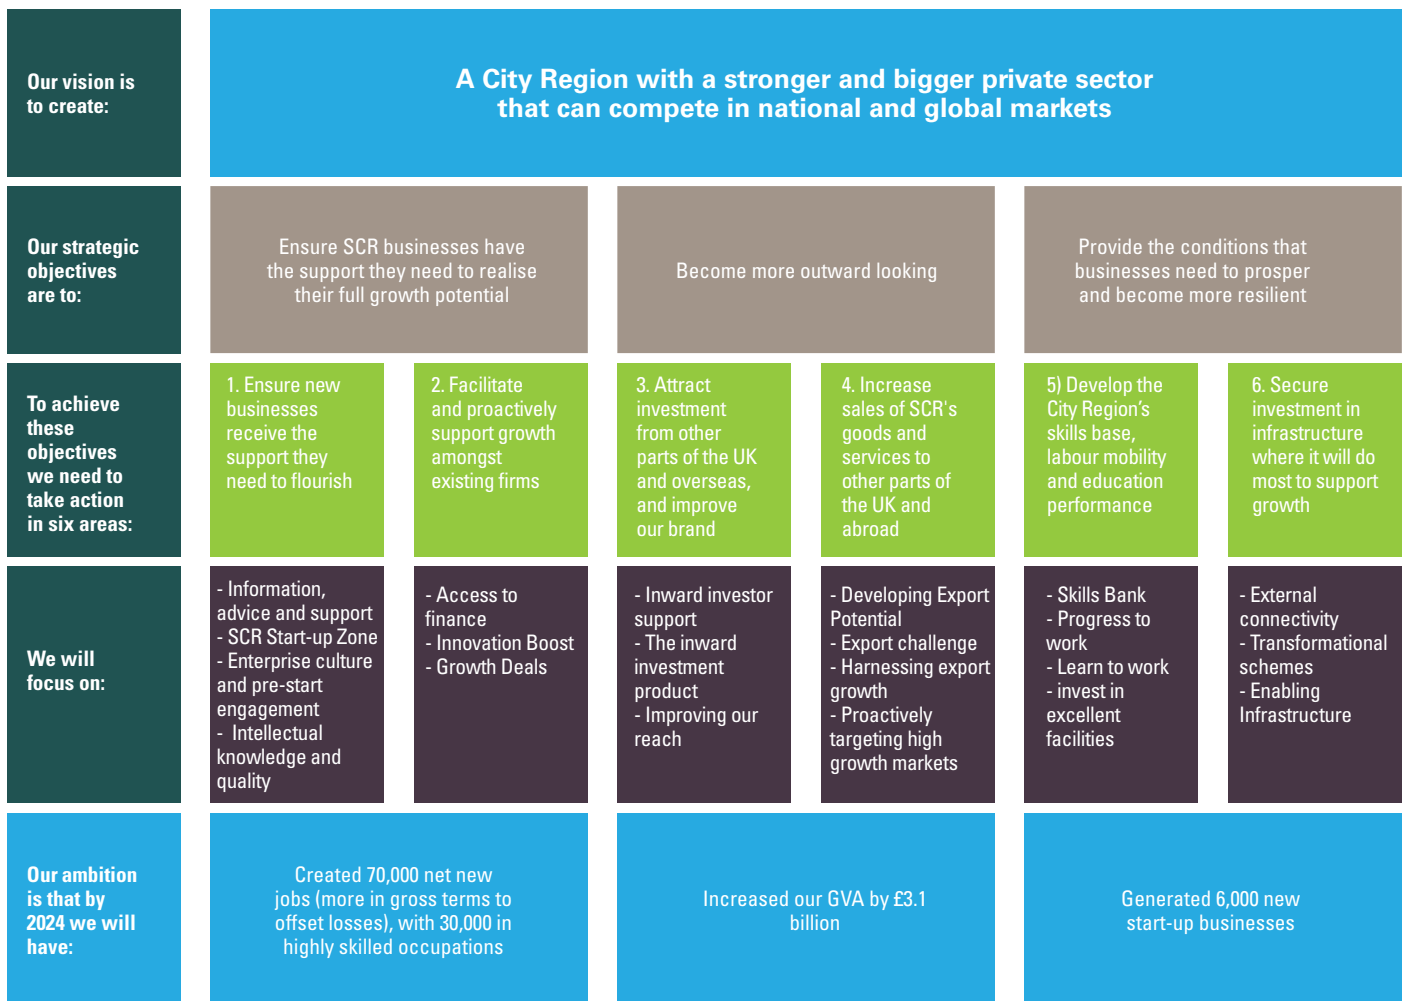 Our vision is
to create:
A City Region with a stronger and bigger private sector
that can compete in national and global markets
Our strategic
objectives
are to:
Ensure SCR businesses have
the support they need to realise
their full growth potential
Become more outward looking
Provide the conditions that
businesses need to prosper
and become more resilient
To achieve
these
objectives
we need to
take action
in six areas:
1. Ensure new
businesses
receive the
support they
need to flourish
2. Facilitate
and proactively
support growth
amongst
existing firms
3. Attract
investment
from other
parts of the UK
and overseas,
and improve
our brand
4. Increase
sales of SCR's
goods and
services to
other parts of
the UK and
abroad
5) Develop the
City Region's
skills base,
labour mobility
and education
performance
6. Secure
investment in
infrastructure
where it will do
most to support
growth
We will
focus on:
- Information,
advice and support
- SCR Start-up Zone
- Enterprise culture
and pre-start
engagement
- Intellectual
knowledge and
quality
- Access to
finance
- Innovation Boost
- Growth Deals
- Inward investor
support
- The inward
investment
product
- Improving our
reach
- Developing Export
Potential
- Export challenge
- Harnessing export
growth
- Proactively
targeting high
growth markets
- Skills Bank
- Progress to
work
- Learn to work
- invest in
excellent
facilities
- External
connectivity
- Transformational
schemes
- Enabling
Infrastructure
Our ambition
is that by
2024 we will
have:
Created 70,000 net new
jobs (more in gross terms to
offset losses), with 30,000 in
highly skilled occupations
Increased our GVA by £3.1
billion
Generated 6,000 new
start-up businesses